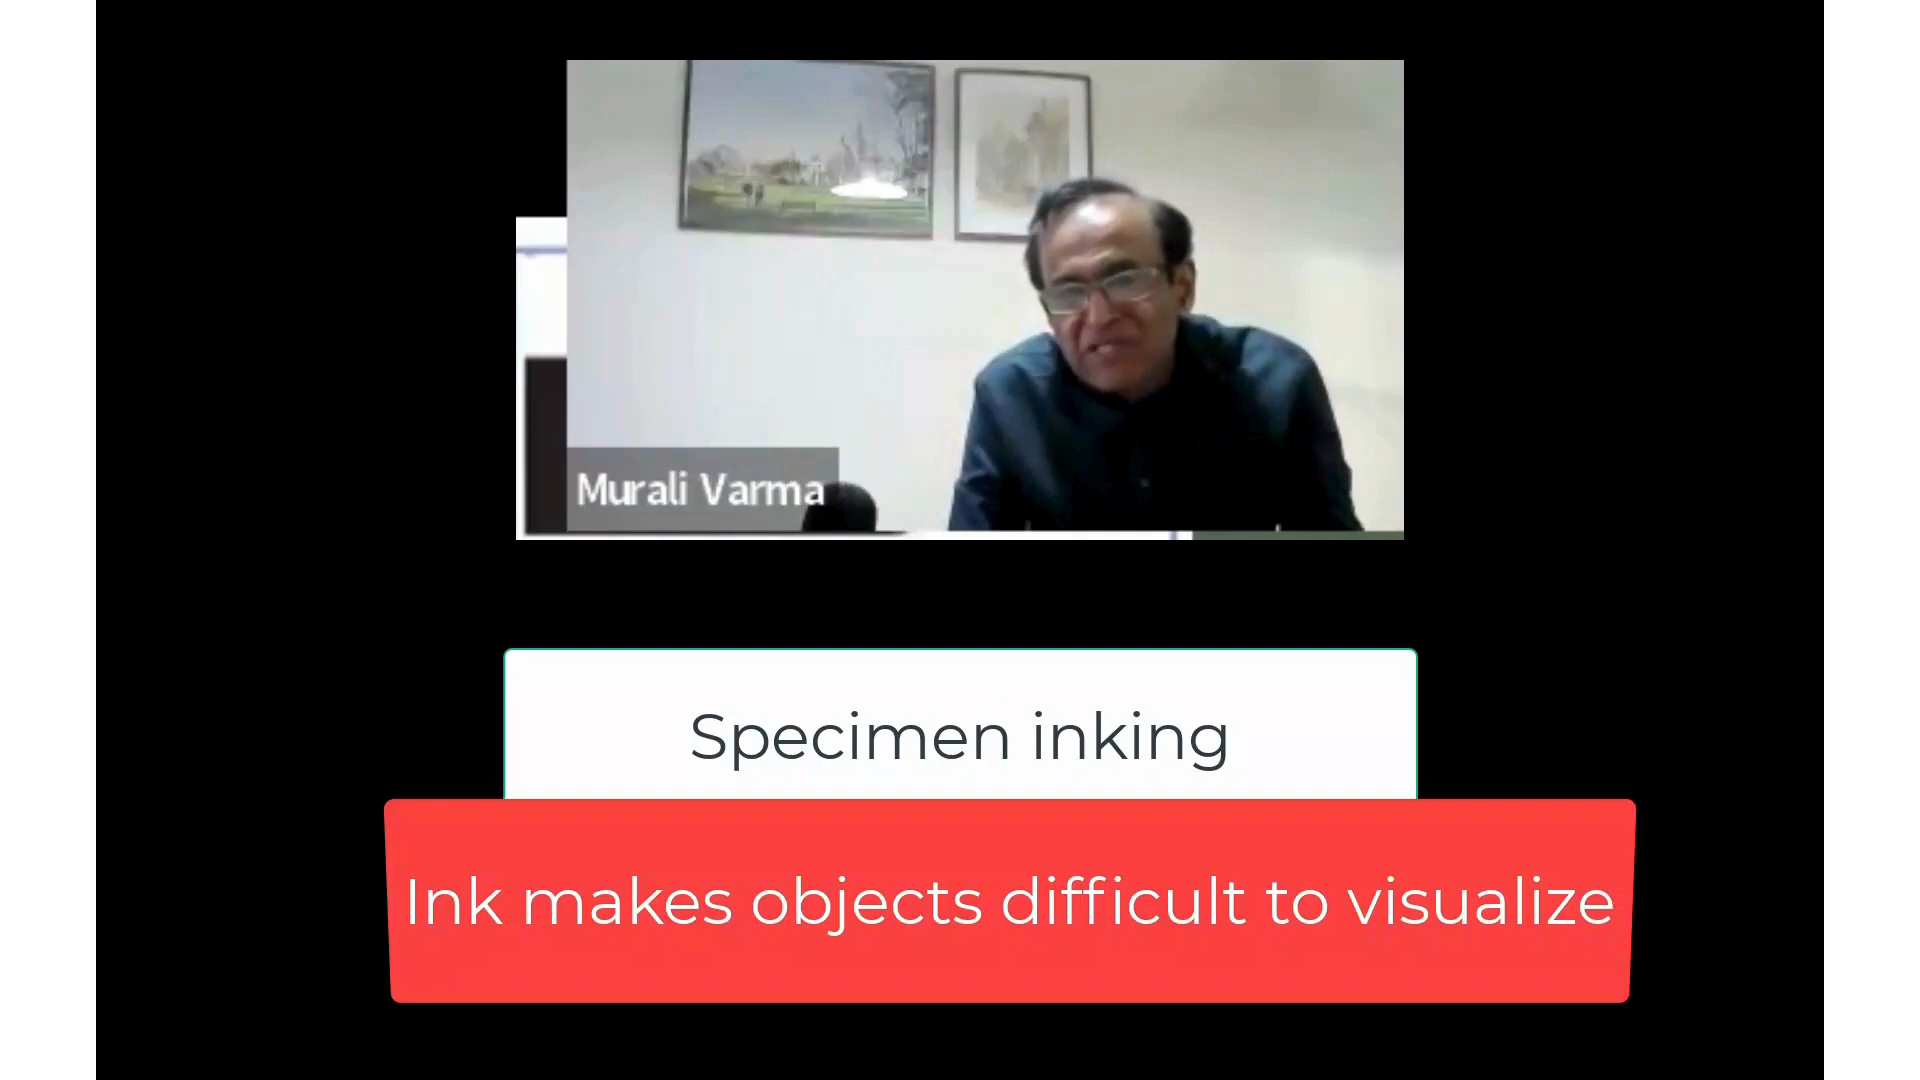 Murali Varma
Specimen inking
Ink makes objects difficult to visualize